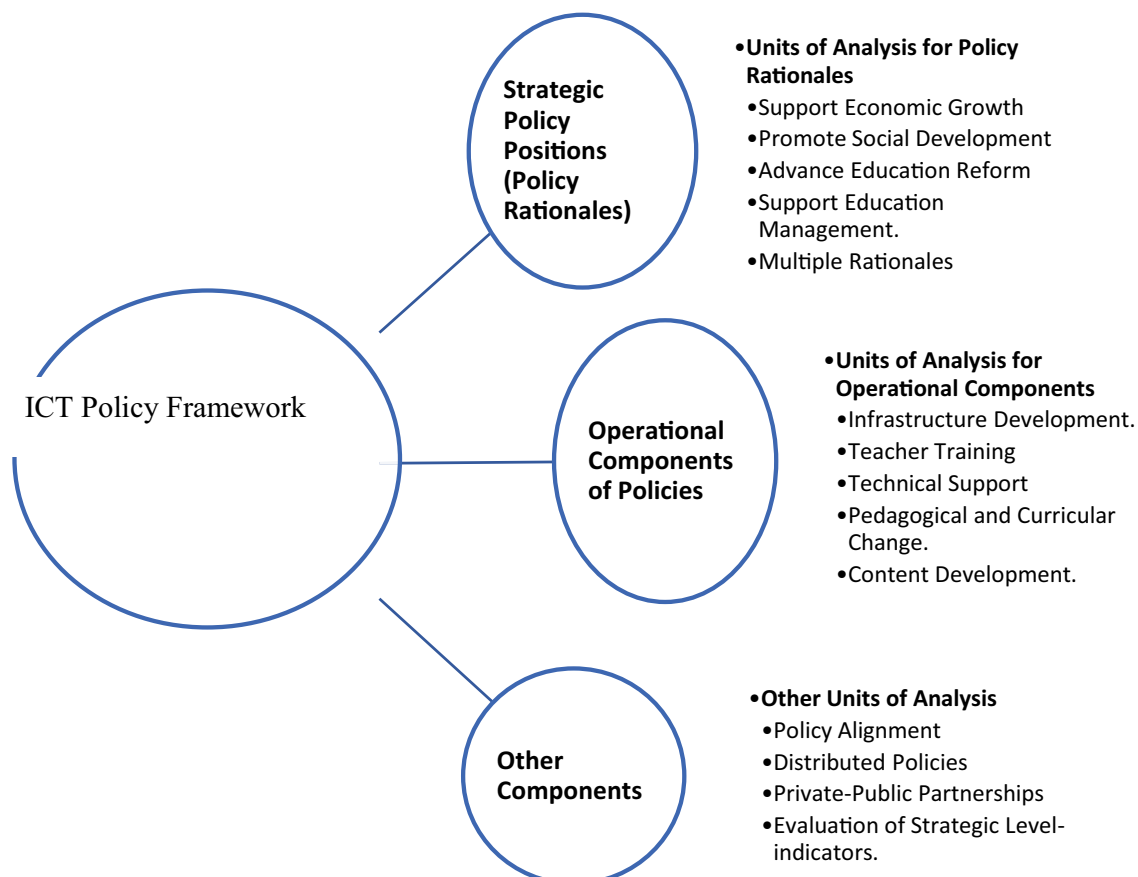 ICT Policy Framework
Strategic
Policy
Positions
(Policy
Rationales)
•Units of Analysis for Policy
Rationales
•Support Economic Growth
•Promote Social Development
•Advance Education Reform
•Support Education
Management.
•Multiple Rationales
Operational
Components
of Policies
•Units of Analysis for
Operational Components
•Infrastructure Development.
•Teacher Training
•Technical Support
•Pedagogical and Curricular
Change.
•Content Development.
Other
Components
•Other Units of Analysis
•Policy Alignment
•Distributed Policies
•Private-Public Partnerships
•Evaluation of Strategic Level-
indicators.